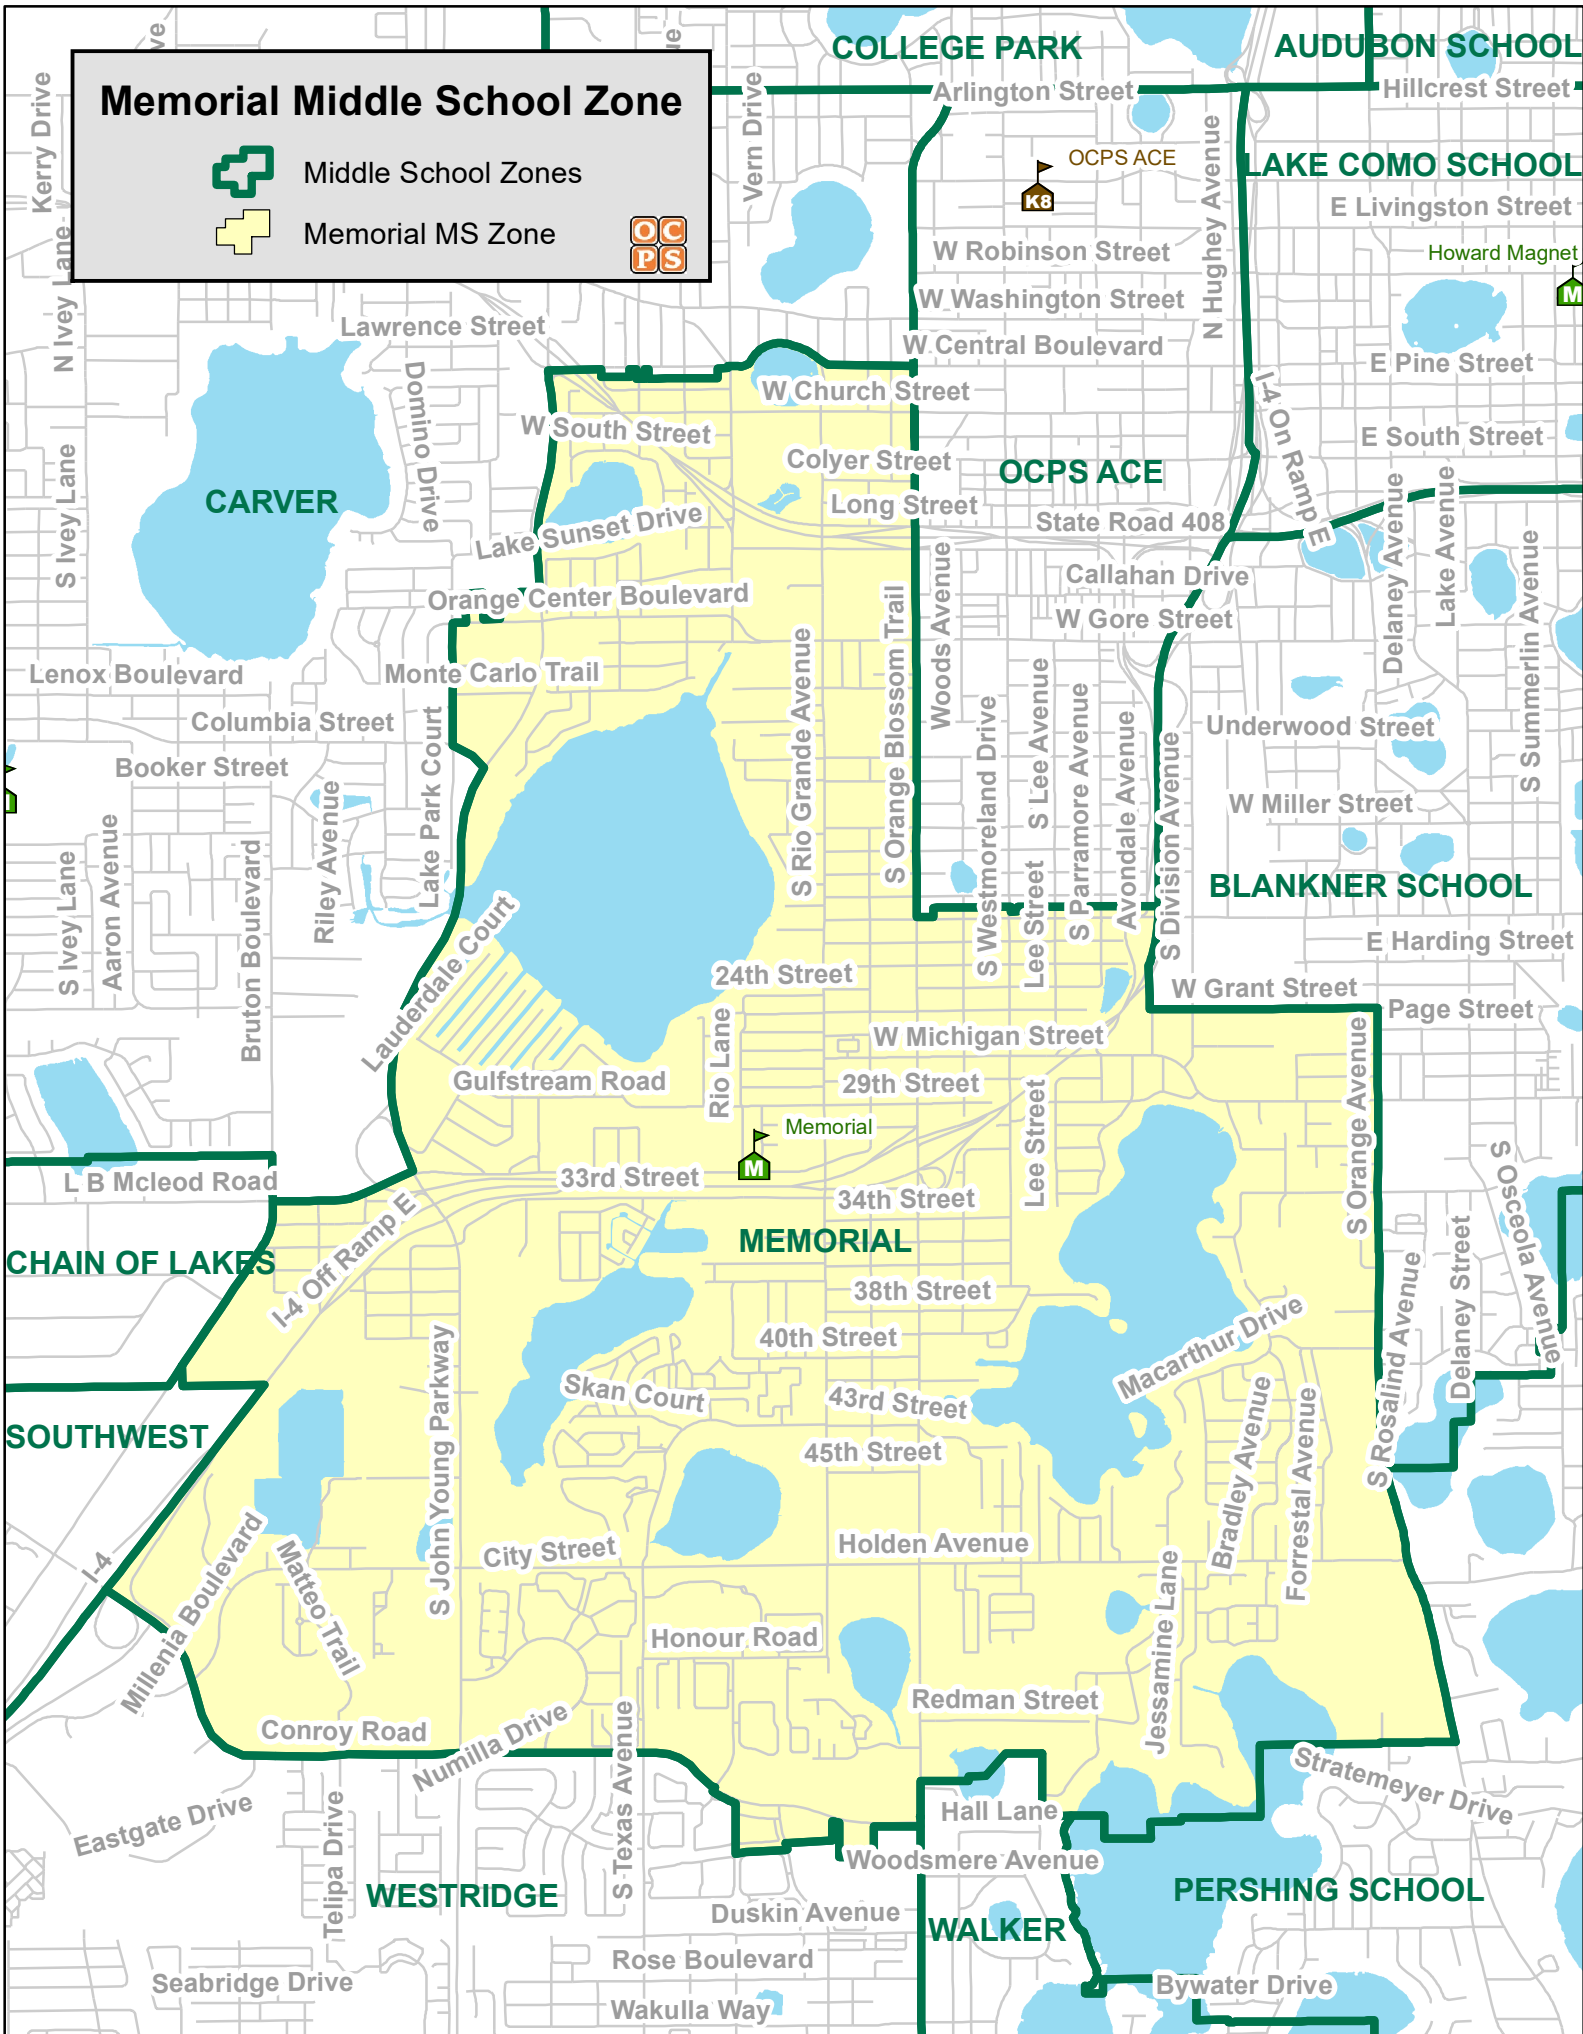 COLLEGE PARK
AUDUBON SCHOOL
Memorial Middle School Zone
Middle School Zones
Memorial MS Zone
OC
PS
Arlington Street
Hillcrest Street
Kerry Drive
Vern Drive
OCPS ACE
K8
N Hughey Avenue
LAKE COMO SCHOOL
E Livingston Street
N Ivey Lane
W Robinson Street
Howard Magnet
M
W Washington Street
Lawrence Street
W Central Boulevard
E Pine Street
Domino Drive
W Church Street
I-4 On Ramp E
W South Street
E South Street
S Ivey Lane
Colyer Street
OCPS ACE
CARVER
Long Street
State Road 408
Lake Sunset Drive
Delaney Avenue
Lake Avenue
Woods Avenue
Callahan Drive
S Summerlin Avenue
Orange Center Boulevard
W Gore Street
S Orange Blossom Trail
Lenox Boulevard
Monte Carlo Trail
S Rio Grande Avenue
S Lee Avenue
Columbia Street
Lake Park Court
S Westmoreland Drive
S Parramore Avenue
Avondale Avenue
S Division Avenue
Underwood Street
Booker Street
W Miller Street
Riley Avenue
Aaron Avenue
S Ivey Lane
Bruton Boulevard
BLANKNER SCHOOL
Lee Street
E Harding Street
Lauderdale Court
24th Street
W Grant Street
Page Street
Rio Lane
W Michigan Street
Gulfstream Road
29th Street
S Orange Avenue
Lee Street
Memorial
M
L B Mcleod Road
33rd Street
34th Street
S Osceola Avenue
MEMORIAL
CHAIN OF LAKES
I-4 Off Ramp E
38th Street
S Rosalind Avenue
Delaney Street
40th Street
Macarthur Drive
S John Young Parkway
Skan Court
43rd Street
SOUTHWEST
45th Street
Bradley Avenue
Forrestal Avenue
Holden Avenue
City Street
I-4
Millenia Boulevard
Matteo Trail
Jessamine Lane
Honour Road
Redman Street
Conroy Road
Numilla Drive
S Texas Avenue
Stratemeyer Drive
Eastgate Drive
Telipa Drive
Hall Lane
Woodsmere Avenue
WESTRIDGE
PERSHING SCHOOL
Duskin Avenue
WALKER
Rose Boulevard
Seabridge Drive
Bywater Drive
Wakulla Way